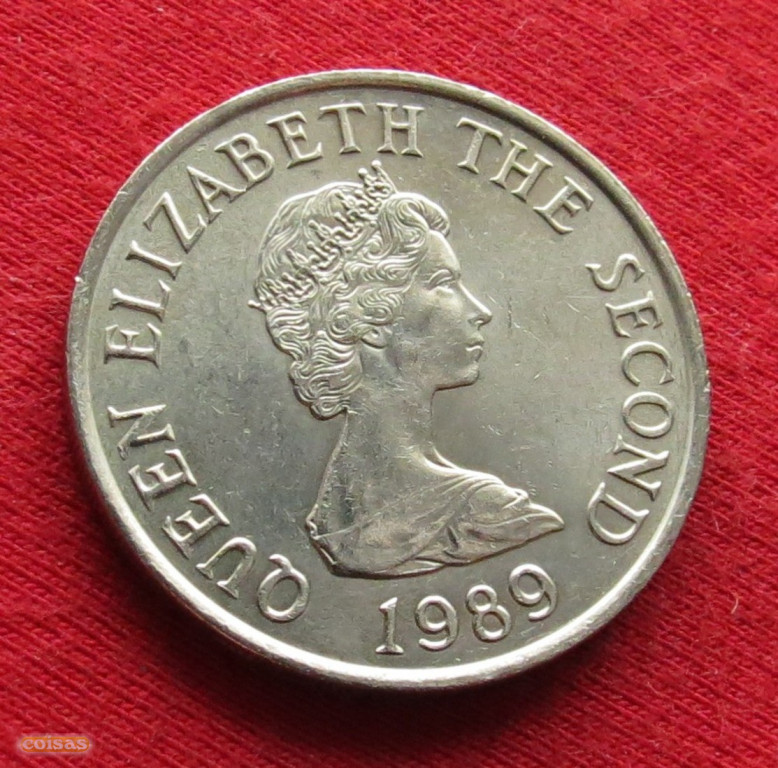 QUEEN ELIZABETH THE SECOND
1989
coisas